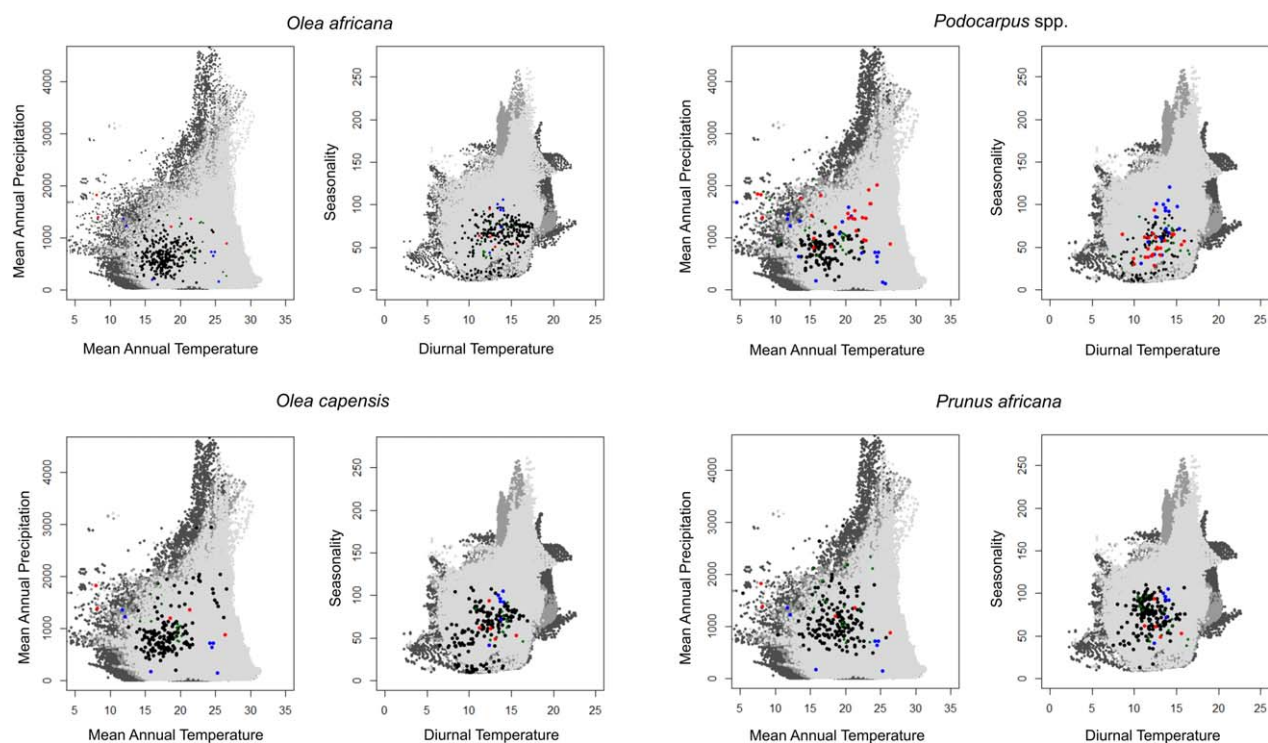 Olea africana
Mean Annual Precipitation
0 1000 2000 3000 4000
5 10 15 20 25 30 35
Mean Annual Temperature
Seasonality
0 50 100 150 200 250
0 5 10 15 20 25
Diurnal Temperature
Podocarpus spp.
Mean Annual Precipitation
0 1000 2000 3000 4000
5 10 15 20 25 30 35
Mean Annual Temperature
Seasonality
0 50 100 150 200 250
0 5 10 15 20 25
Diurnal Temperature
Olea capensis
Mean Annual Precipitation
0 1000 2000 3000 4000
5 10 15 20 25 30 35
Mean Annual Temperature
Seasonality
0 50 100 150 200 250
0 5 10 15 20 25
Diurnal Temperature
Prunus africana
Mean Annual Precipitation
0 1000 2000 3000 4000
5 10 15 20 25 30 35
Mean Annual Temperature
Seasonality
0 50 100 150 200 250
0 5 10 15 20 25
Diurnal Temperature